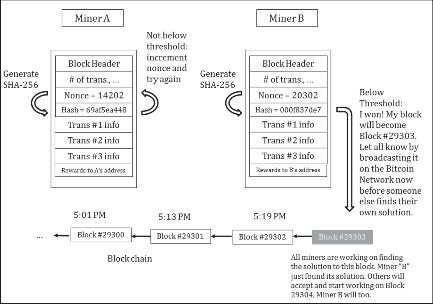 Miner A
Miner B
Block Header
# of trans., ...
Nonce = 14202
Hash = 69af5ea448
Trans #1 info
Trans #2 info
Trans #3 info
Rewards to A's address
Generate
SHA-256
Not below
threshold:
increment
nonce and
try again
Block Header
# of trans., ...
Nonce = 20302
Hash = 000f837de7
Trans #1 info
Trans #2 info
Trans #3 info
Rewards to B's address
Generate
SHA-256
Below
Threshold:
I won! My block
will become
Block #29303.
Let all know by
broadcasting it
on the Bitcoin
Network now
before someone
else finds their
own solution.
5:01 PM
5:13 PM
5:19 PM
...
Block #29300
Block #29301
Block #29302
Block #29303
Block chain
All miners are working on finding
the solution to this block. Miner "B"
just found its solution. Others will
accept and start working on Block
29304. Miner B will too.